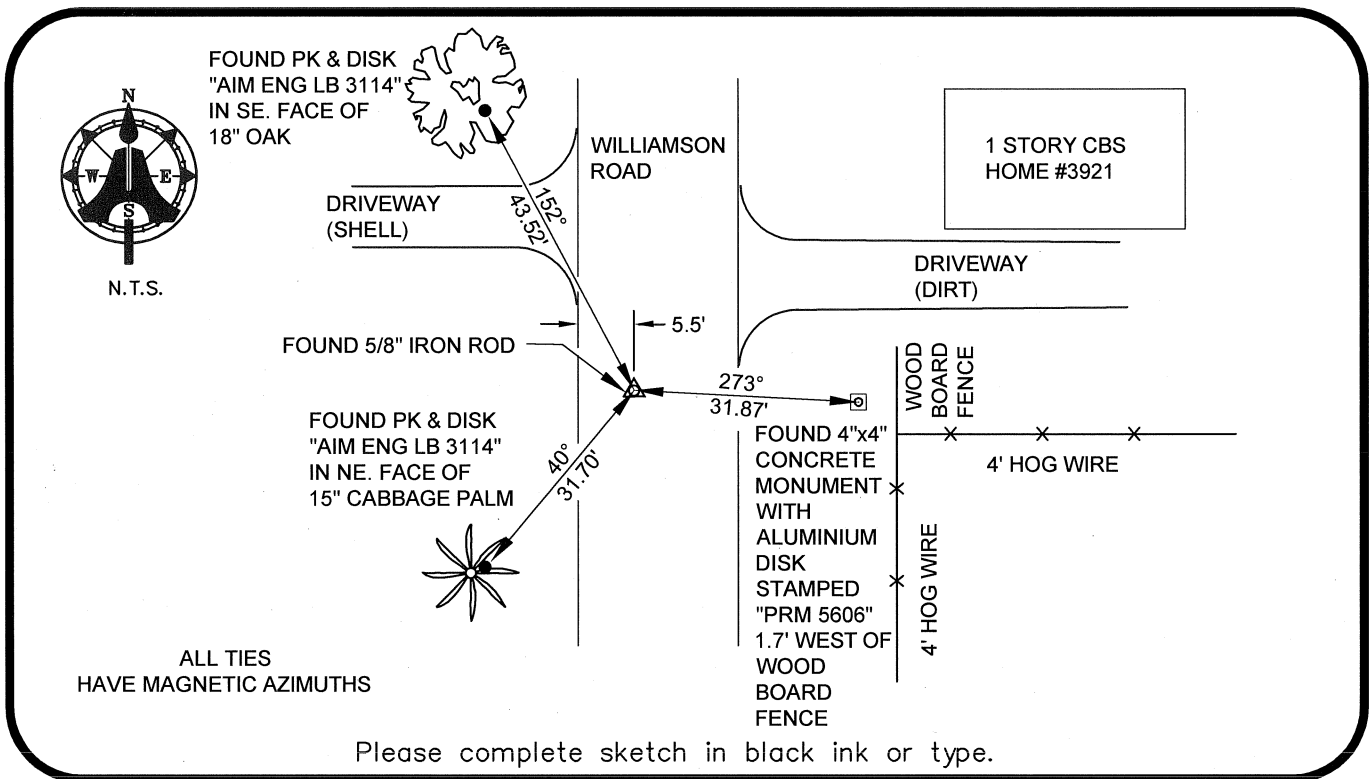 FOUND PK & DISK
"AIM ENG LB 3114"
IN SE. FACE OF
18" OAK
N
W
E
S
N.T.S.
WILLIAMSON
ROAD
1 STORY CBS
HOME #3921
DRIVEWAY
(SHELL)
152°
43.52'
DRIVEWAY
(DIRT)
5.5'
FOUND 5/8" IRON ROD
273°
31.87'
WOOD
BOARD
FENCE
FOUND PK & DISK
"AIM ENG LB 3114"
IN NE. FACE OF
15" CABBAGE PALM
40°
31.70'
FOUND 4"x4"
CONCRETE
MONUMENT
WITH
ALUMINIUM
DISK
STAMPED
"PRM 5606"
1.7' WEST OF
WOOD
BOARD
FENCE
4' HOG WIRE
4' HOG WIRE
ALL TIES
HAVE MAGNETIC AZIMUTHS
Please complete sketch in black ink or type.